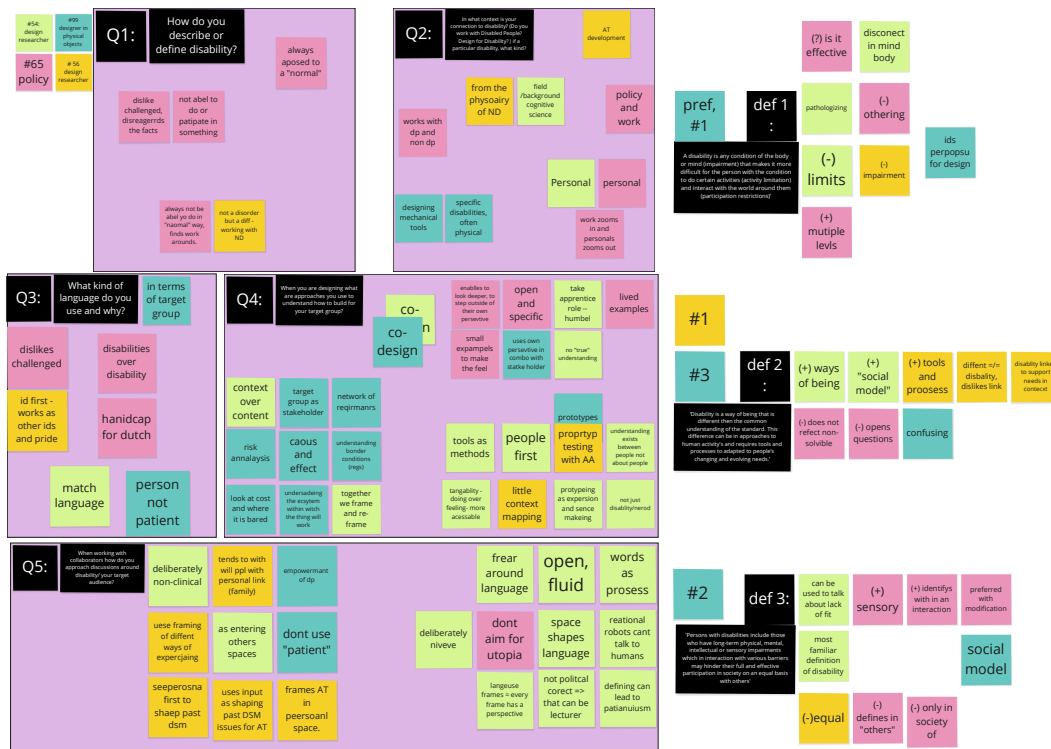 #54:
design
researcher
#99
designer in
physical
objects
#65
policy
# 56
design
researcher
Q1:
How do you
describe or
define disability?
always
aposed to
a "normal"
dislike
challenged,
disreagerrds
the facts
not abel to
do or
patipate in
something
always not be
abel yo do in
"naomal" way,
finds work
arounds.
not a disorder
but a diff -
working with
ND
Q2:
In what context is your
connection to disability? (Do you
work with Disabled People?
Design for Disability? ) if a
particular disability, what kind?
AT
development
from the
physoairy
of ND
field
/background
cognitive
science
policy
and
work
works with
dp and non
dp
Personal
personal
designing
mechanical
tools
specific
disabilities,
often
physical
work zooms
in and
personals
zooms out
pref,
#1
def 1
:
A disability is any condition of the body
or mind (impairment) that makes it more
difficult for the person with the condition
to do certain activities (activity limitation)
and interact with the world around them
(participation restrictions)'
(?) is it
effective
disconect
in mind
body
pathologizing
(-)
othering
(-)
limits
(-)
impairment
(+)
mutiple
levls
ids
perpopsu
for design
Q3:
What kind of
language do you
use and why?
in terms
of target
group
dislikes
challenged
disabilities
over
disability
id first -
works as
other ids
and pride
hanidcap
for dutch
match
language
person
not
patient
Q4:
When you are designing what
are approaches you use to
understand how to build for
your target group?
co-
n
co-
design
enablles to
look deeper, to
step outside of
their own
persevtive
open
and
specific
take
apprentice
role --
humbel
lived
examples
small
expampels
to make
the feel
uses own
persevtive in
combo with
statke holder
no "true"
understanding
context
over
content
target
group as
stakeholder
network of
reqirmanrs
prototypes
risk
annalaysis
caous
and
effect
understanding
bonder
conditions
(regs)
tools as
methods
people
first
proprtyp
testing
with AA
understanding
exists
between
people not
about people
look at cost
and where
it is bared
undersadeing
the ecsytem
within witch
the thing will
work
together
we frame
and re-
frame
tangablity -
doing over
feeling- more
acessable
little
context
mapping
protypeing
as expersion
and sence
makeing
not just
disablity/nerod
#1
#3
def 2
:
'Disability is a way of being that is
different then the common
understanding of the standard. This
difference can be in approaches to
human activity's and requires tools and
processes to adapted to people's
changing and evolving needs.'
(+) ways
of being
(+)
"social
model"
(+) tools
and
prosess
diffent =/=
disbality,
dislikes link
disablity linked
to support
needs in
contecxt
(-) does not
refect non-
solvible
(-) opens
questions
confusing
Q5:
When working with
collaborators how do you
approach discussions around
disability/ your target
audience?
deliberately
non-clinical
tends to with
will ppl with
personal link
(family)
empowermant of
dp
uese framing
of diffent
ways of
expercjaing
as entering
others
spaces
dont use
"patient"
seeperosna
first to
shaep past
dsm
uses input
as shaping
past DSM
issues for AT
frames AT
in
peersoanl
space.
frear
around
language
open,
fluid
words
as
prosess
deliberately
niveve
dont
aim for
utopia
space
shapes
language
reational
robots cant
talk to
humans
langeuse
frames = every
frame has a
perspective
not politcal
corect =>
that can be
lecturer
defining can
lead to
patianuiusm
#2
def 3:
'Persons with disabilities include those
who have long-term physical, mental,
intellectual or sensory impairments
which in interaction with various barriers
may hinder their full and effective
participation in society on an equal basis
with others'
can be
used to talk
about lack
of fit
(+)
sensory
(+) identifys
with in an
interaction
preferred
with
modification
most
familiar
definition
of disability
social
model
(-)equal
(-)
defines in
"others"
(-) only in
society
of